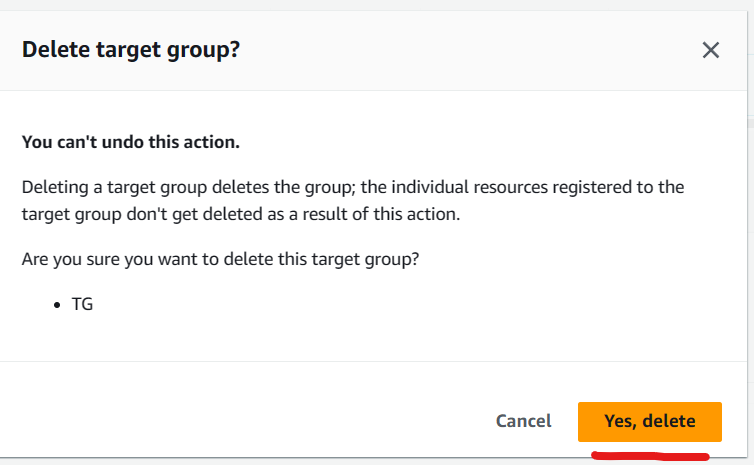 Delete target group?
You can't undo this action.
Deleting a target group deletes the group; the individual resources registered to the
target group don't get deleted as a result of this action.
Are you sure you want to delete this target group?
• TG
Cancel
Yes, delete